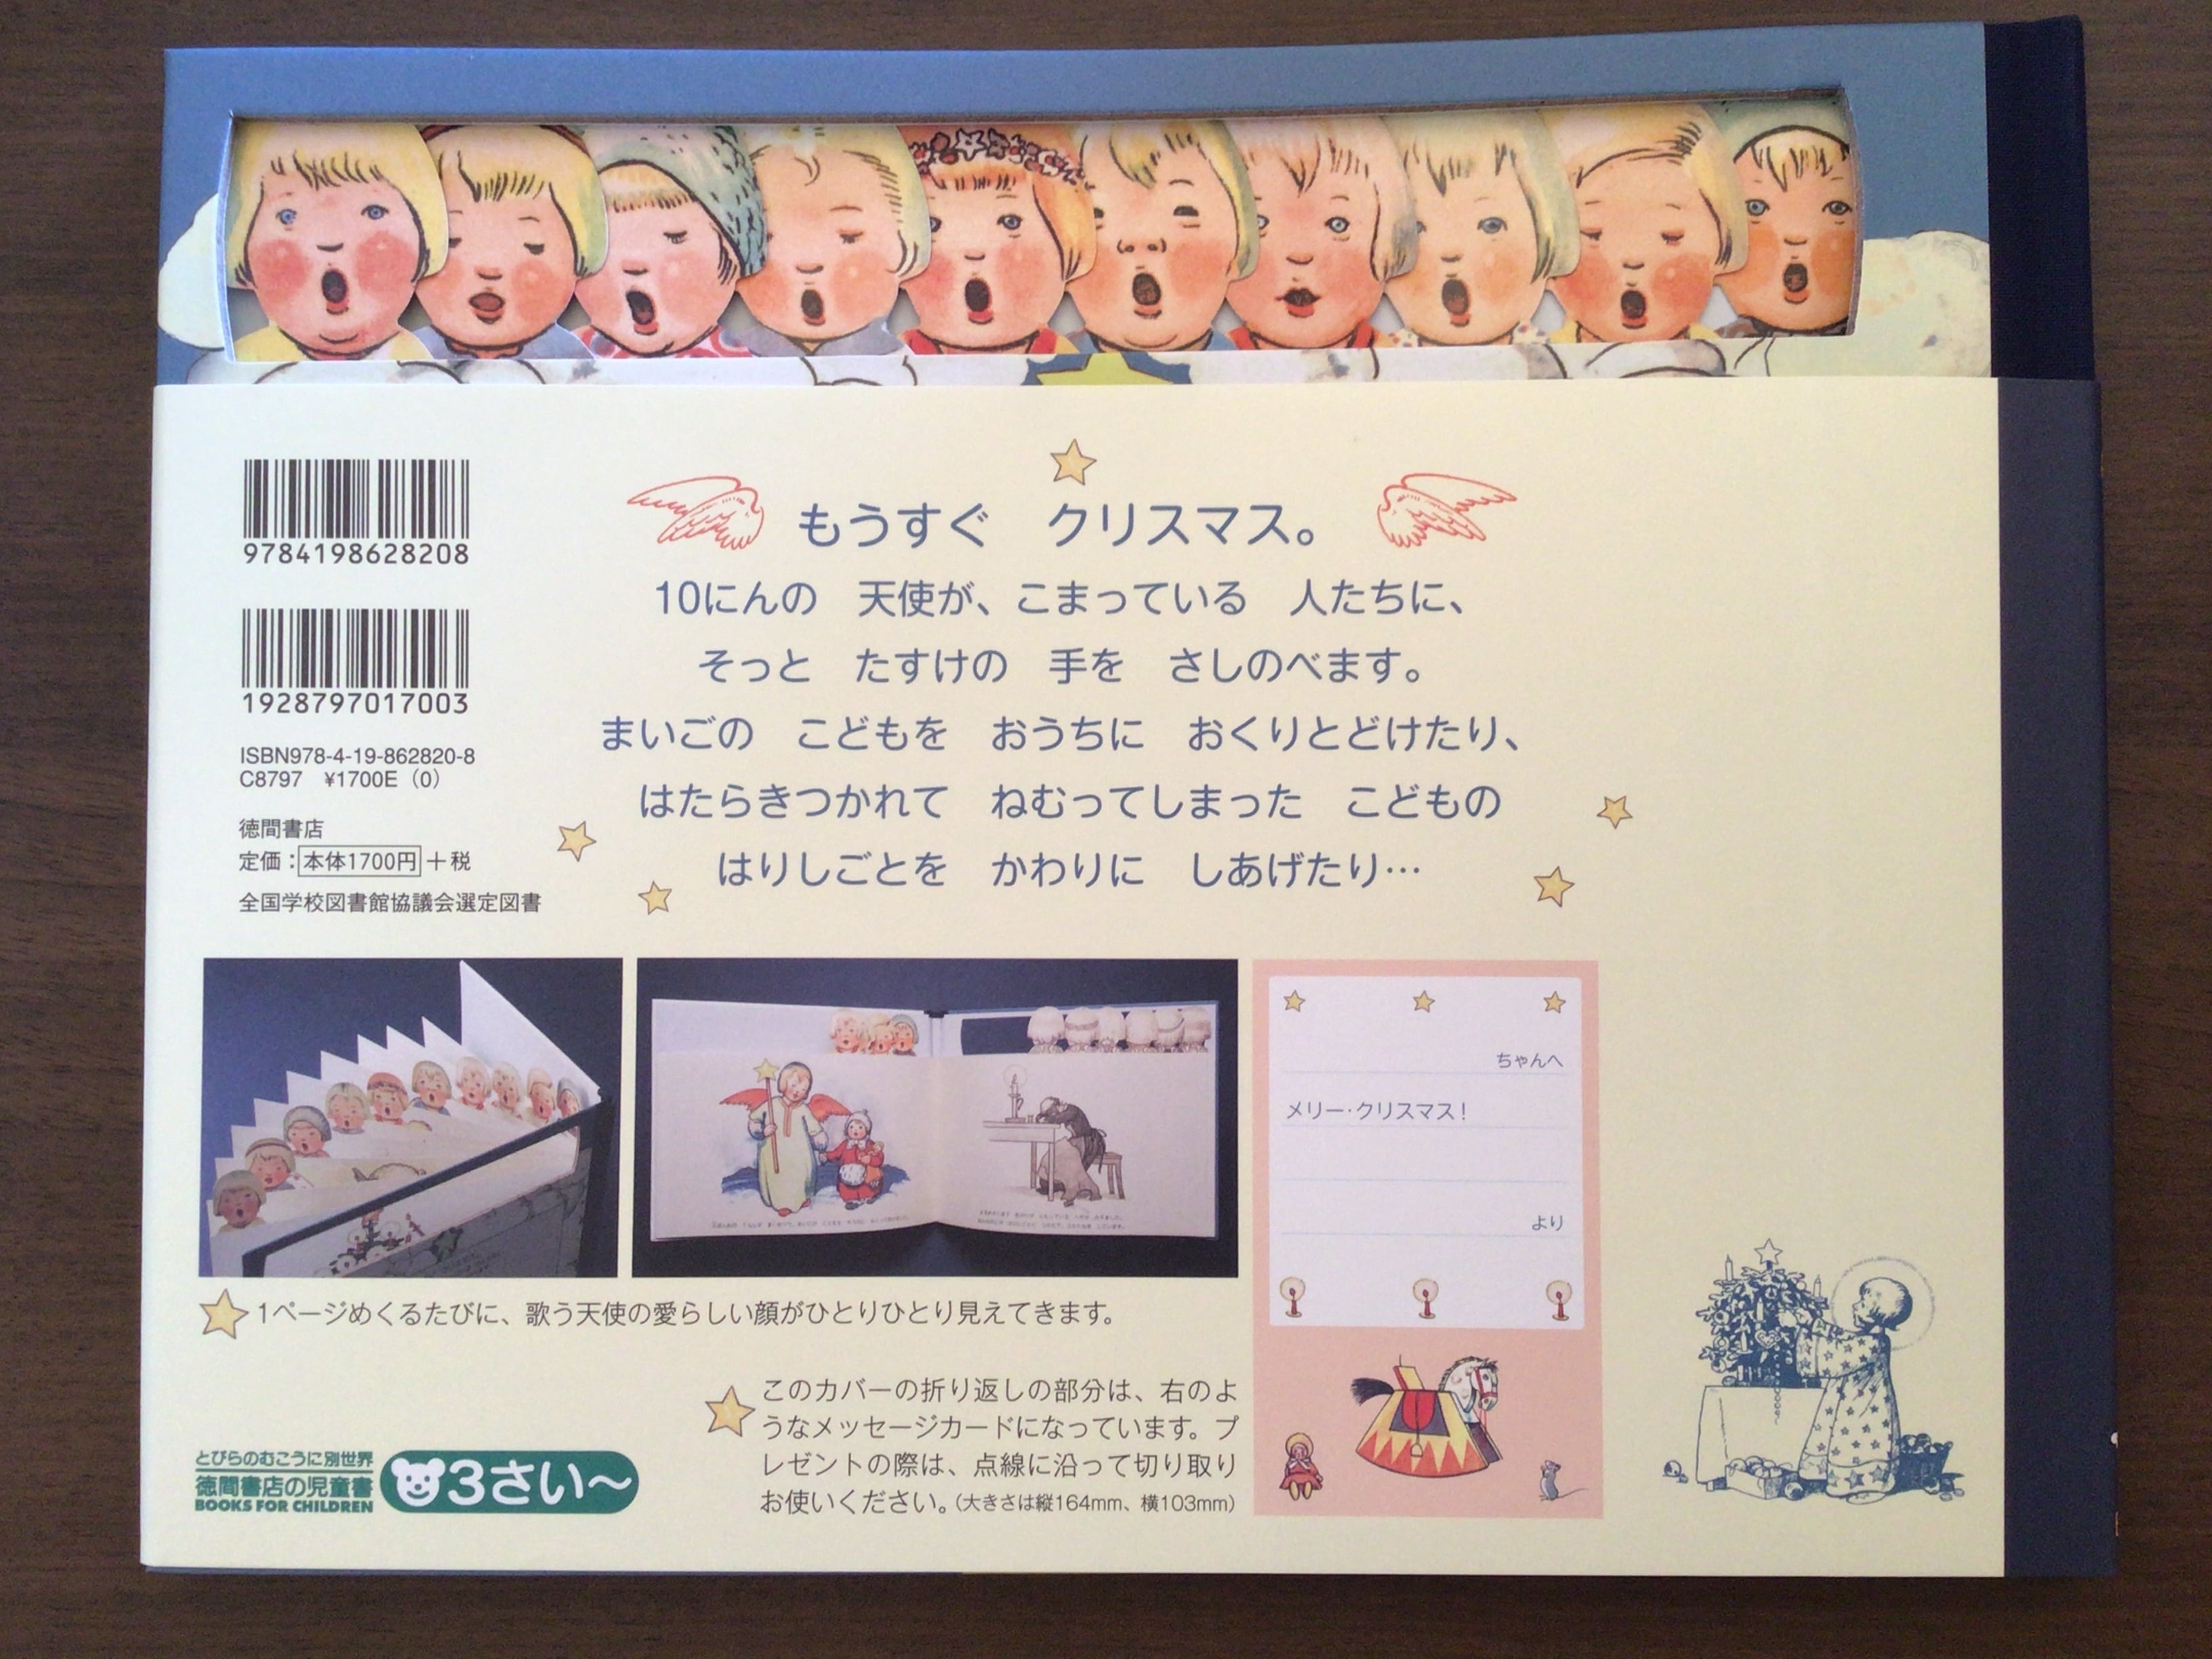 9784198628208
1928797017003
ISBN978-4-19-862820-8
C8797 ¥1700E (0)
徳間書店
定価：本体1700円＋税
全国学校図書館協議会選定図書
もうすぐ　クリスマス。
10にんの　天使が、こまっている　人たちに、
そっと　たすけの　手を　さしのべます。
まいごの　こどもを　おうちに　おくりとどけたり、
はたらきつかれて　ねむってしまった　こどもの
はりしごとを　かわりに　しあげたり…
ちゃんへ
メリー・クリスマス！
より
1ページめくるたびに、歌う天使の愛らしい顔がひとりひとり見えてきます。
このカバーの折り返しの部分は、右のよ
うなメッセージカードになっています。プ
レゼントの際は、点線に沿って切り取り
お使いください。(大きさは縦164mm、横103mm)
とびらのむこうに別世界
徳間書店の児童書
BOOKS FOR CHILDREN
3さい〜